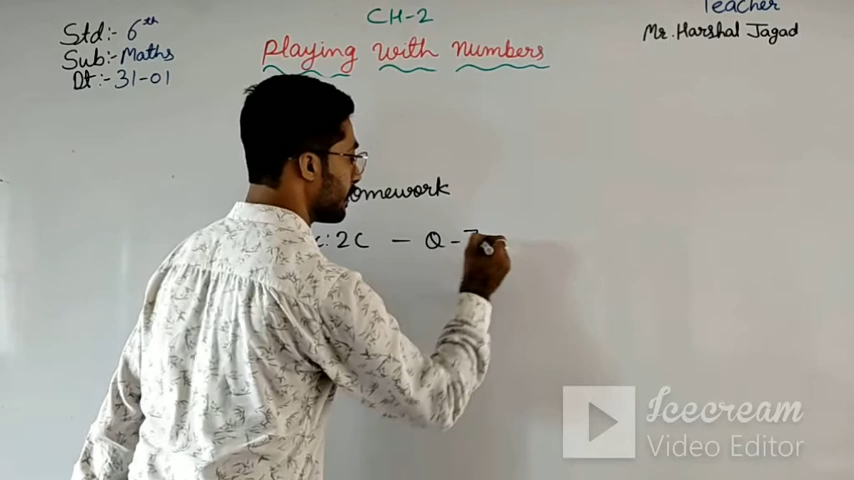 Std:- 6th
Sub:- Maths
Dt:- 31-01
CH-2
Playing with Numbers
Teacher
Mr. Harshal Jagad
omework
: 2C - Q-7
Icecream
Video Editor